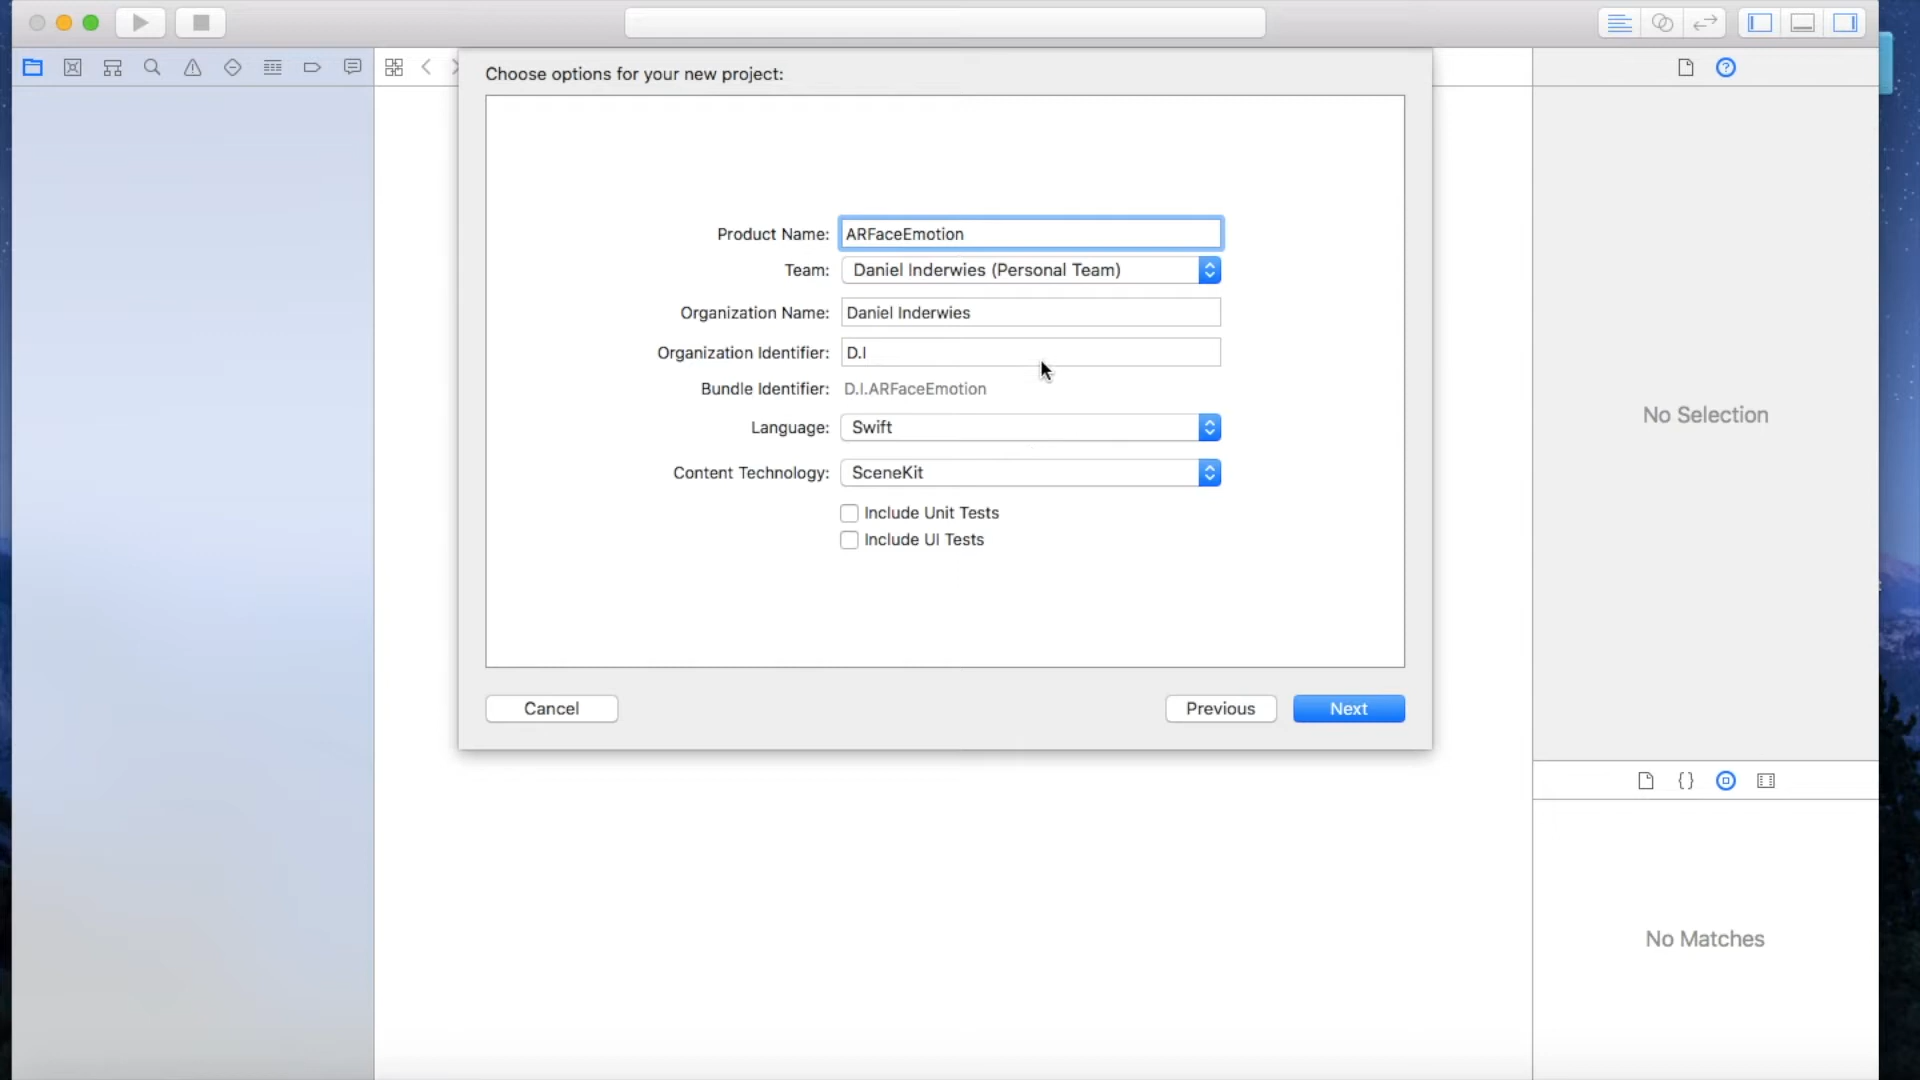 Choose options for your new project:
Product Name: ARFaceEmotion
Team: Daniel Inderwies (Personal Team)
Organization Name: Daniel Inderwies
Organization Identifier: D.I
Bundle Identifier: D.I.ARFaceEmotion
Language: Swift
Content Technology: SceneKit
Include Unit Tests
Include UI Tests
Cancel
Previous
Next
No Selection
{}
No Matches